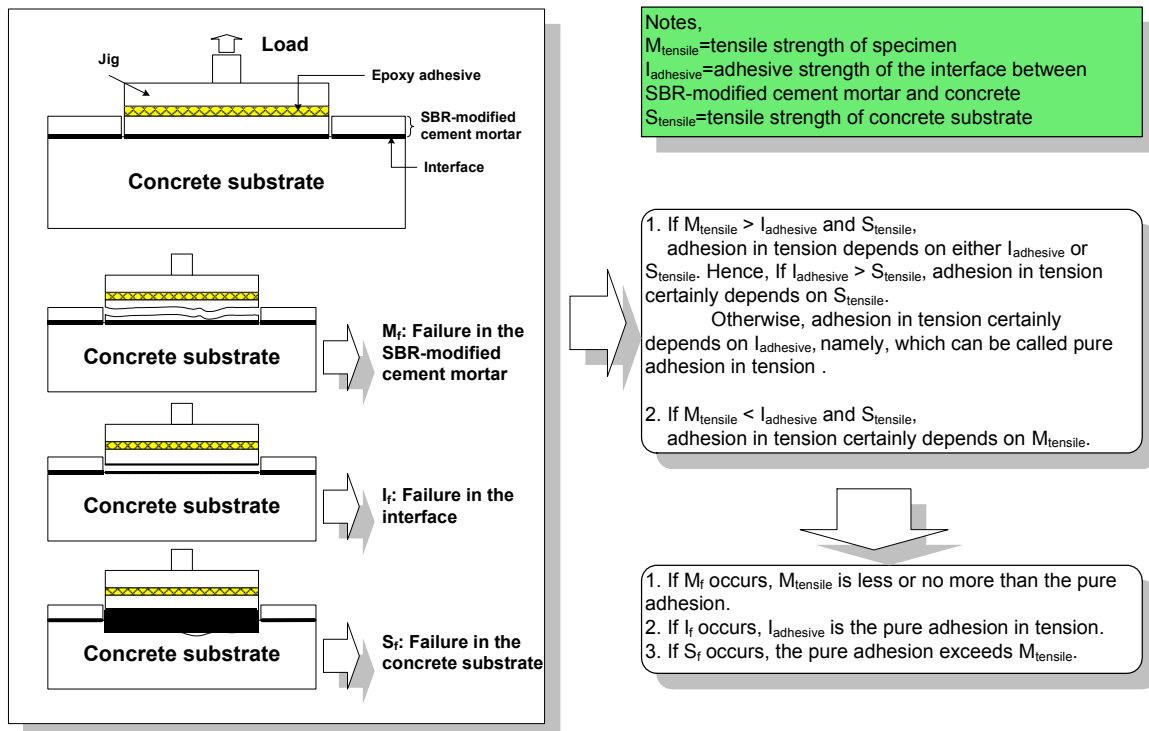 Load
Jig
Epoxy adhesive
SBR-modified
cement mortar
Interface
Concrete substrate
Concrete substrate
Mf: Failure in the
SBR-modified
cement mortar
Concrete substrate
If: Failure in the
interface
Concrete substrate
Sf: Failure in the
concrete substrate
Notes,
Mtensile=tensile strength of specimen
Iadhesive=adhesive strength of the interface between
SBR-modified cement mortar and concrete
Stensile=tensile strength of concrete substrate
1. If Mtensile > Iadhesive and Stensile,
adhesion in tension depends on either Iadhesive or
Stensile. Hence, If Iadhesive > Stensile, adhesion in tension
certainly depends on Stensile.
Otherwise, adhesion in tension certainly
depends on Iadhesive, namely, which can be called pure
adhesion in tension .
2. If Mtensile < Iadhesive and Stensile,
adhesion in tension certainly depends on Mtensile.
1. If Mf occurs, Mtensile is less or no more than the pure
adhesion.
2. If If occurs, Iadhesive is the pure adhesion in tension.
3. If Sf occurs, the pure adhesion exceeds Mtensile.